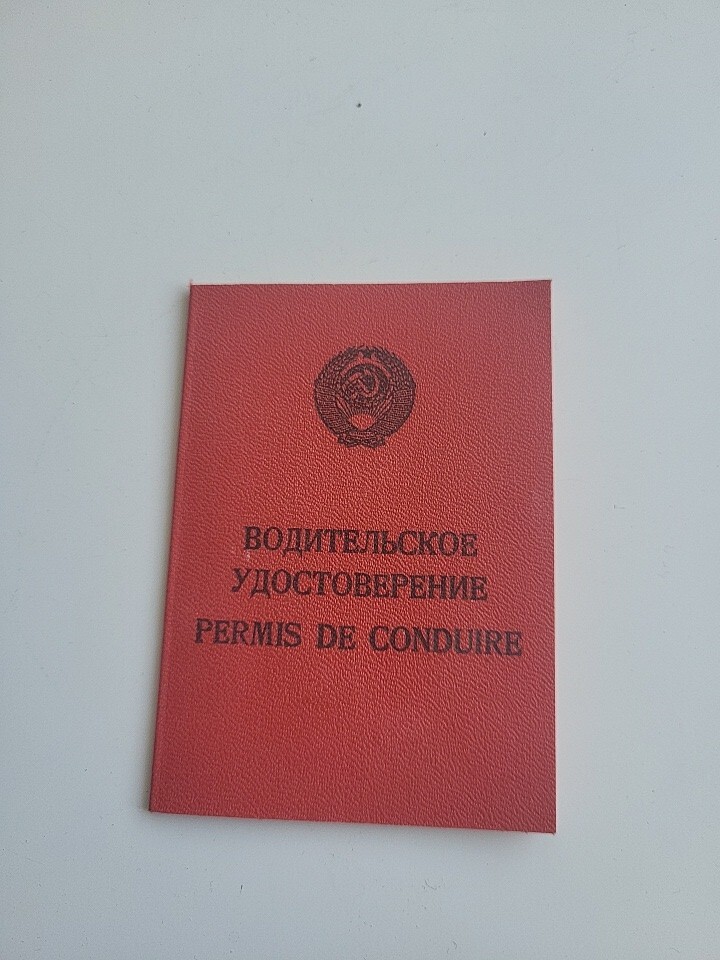 ВОДИТЕЛЬСКОЕ
УДОСТОВЕРЕНИЕ
PERMIS DE CONDUIRE